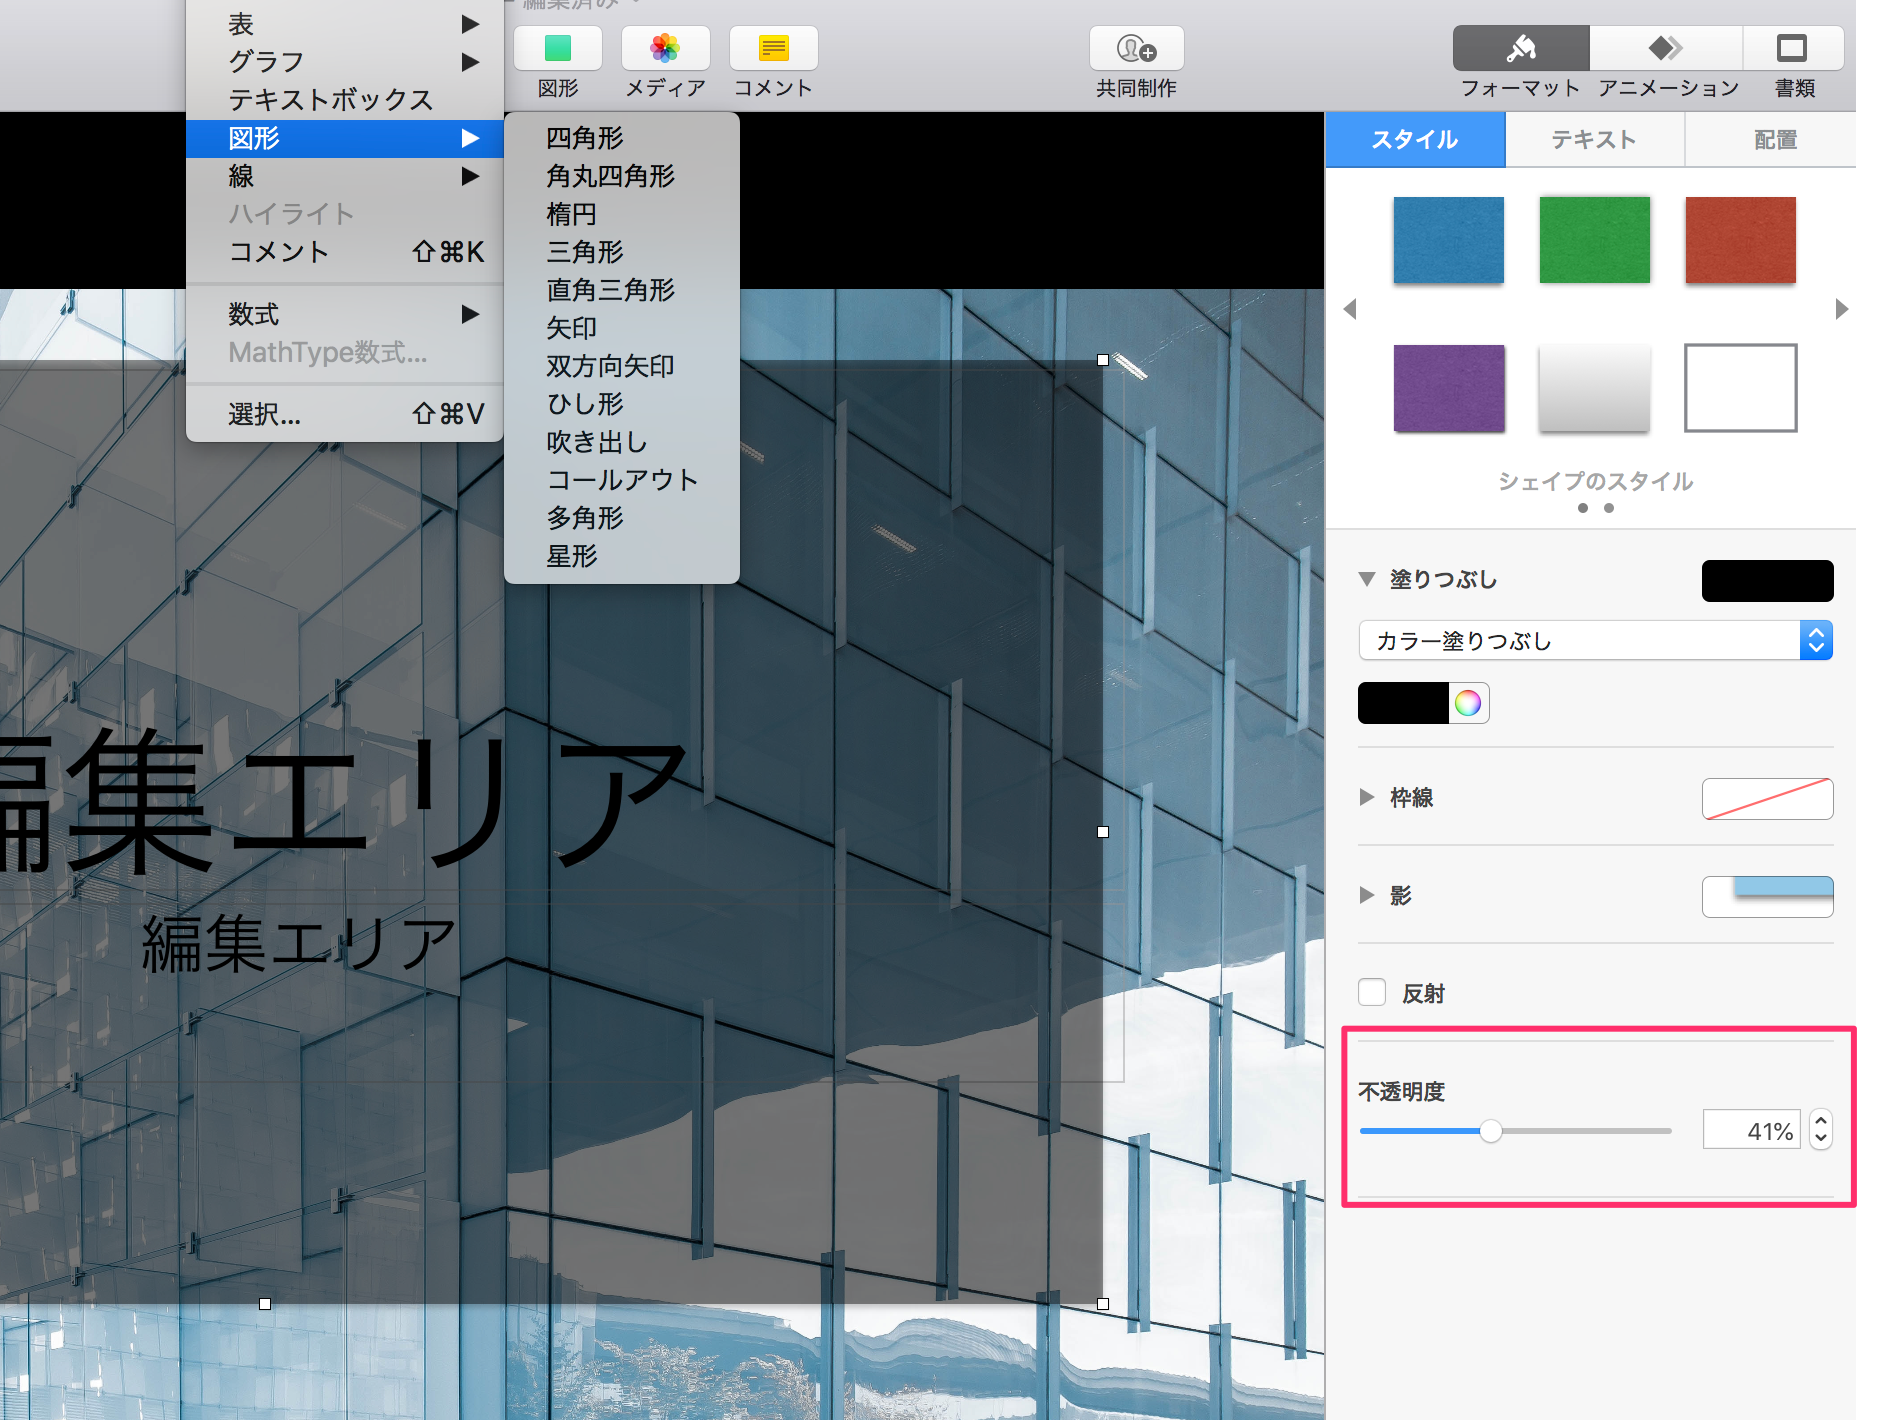 編集済み
表
グラフ
テキストボックス
図形
線
ハイライト
コメント ⇧⌘K
数式
MathType数式...
選択... ⇧⌘V
四角形
角丸四角形
楕円
三角形
直角三角形
矢印
双方向矢印
ひし形
吹き出し
コールアウト
多角形
星形
図形
メディア
コメント
共同制作
フォーマット
アニメーション
書類
スタイル
テキスト
配置
シェイプのスタイル
塗りつぶし
カラー塗りつぶし
枠線
影
反射
不透明度
41%
編集エリア
編集エリア